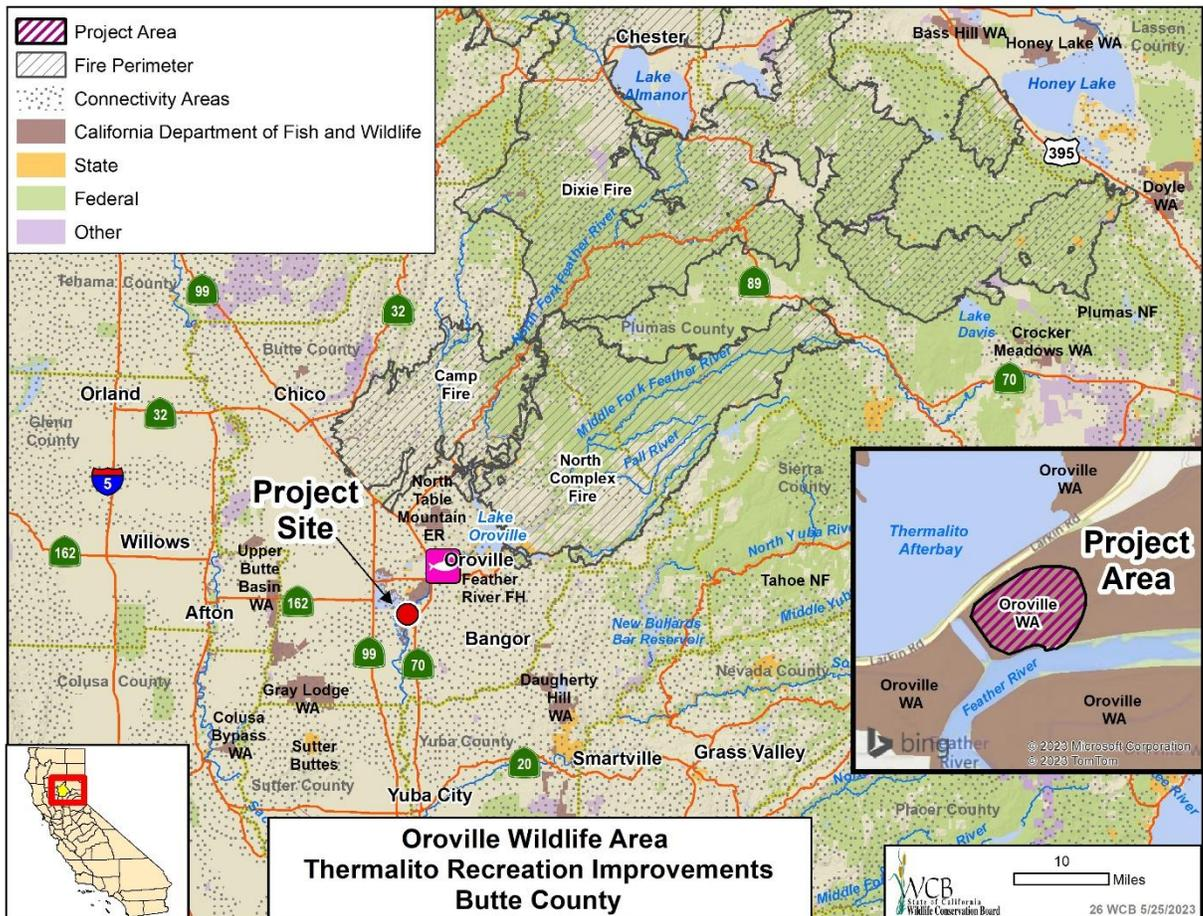 Project Area
Fire Perimeter
Connectivity Areas
California Department of Fish and Wildlife
State
Federal
Other
Chester
Lake
Almanor
Bass Hill WA
Honey Lake WA
Lassen
County
Honey Lake
395
Doyle
WA
Dixie Fire
North Fork Feather River
Tehama County
99
32
89
Plumas County
Lake
Davis
Plumas NF
Crocker
Meadows WA
70
Butte County
Camp
Fire
Middle Fork Feather River
Fall River
North
Complex
Fire
Orland
32
Chico
Glenn
County
5
Project
Site
North
Table
Mountain
ER
Lake
Oroville
Sierra
County
162
Willows
Upper
Butte
Basin
WA
162
Afton
Oroville
Feather
River FH
North Yuba
Tahoe NF
Middle
New Bullards
Bar Reservoir
Bangor
99
70
Colusa County
Gray Lodge
WA
Daugherty
Hill
WA
Nevada County
Colusa
Bypass
WA
Sutter
Buttes
Yuba County
Sutter County
20
Smartville
Grass Valley
Yuba City
Placer County
River
Middle
River
Oroville
WA
Thermalito
Afterbay
Larkin Rd
Project
Area
Oroville
WA
Larkin Rd
Feather River
Oroville
WA
Oroville
WA
bing
Feather
River
© 2023 Microsoft Corporation
© 2023 TomTom
Oroville Wildlife Area
Thermalito Recreation Improvements
Butte County
WCB
State of California
Wildlife Conservation Board
10
Miles
26 WCB 5/25/2023